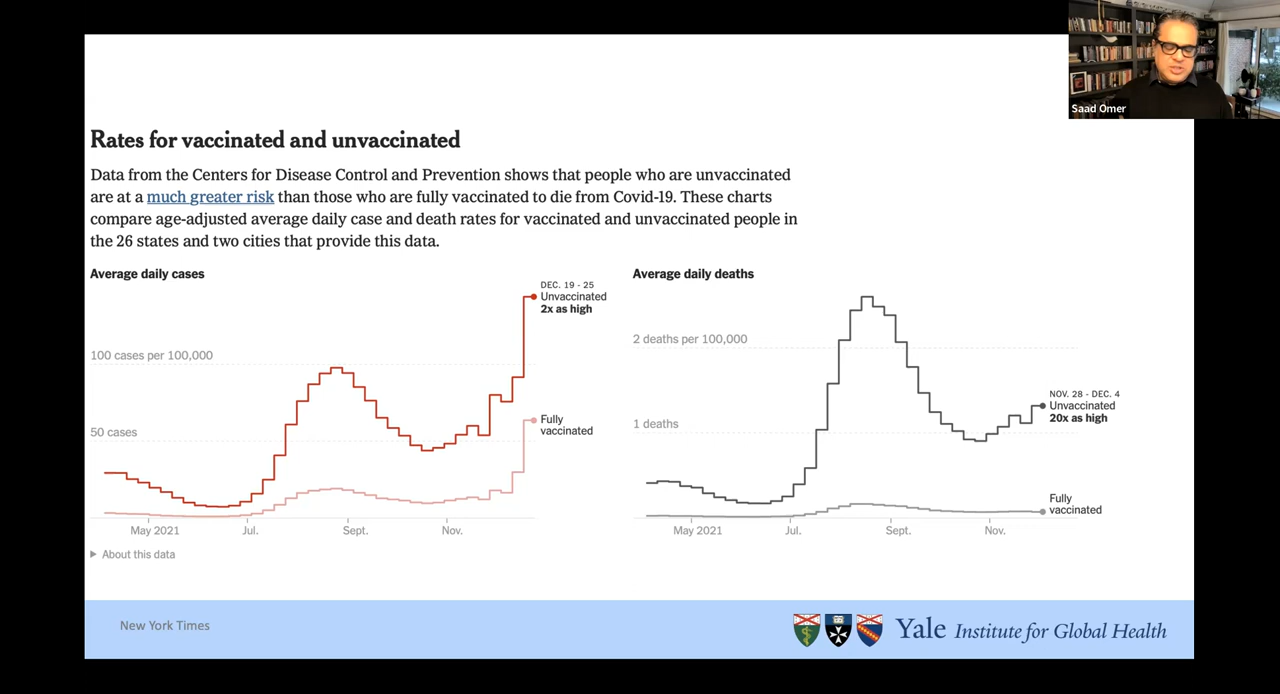 Saad Omer
Rates for vaccinated and unvaccinated
Data from the Centers for Disease Control and Prevention shows that people who are unvaccinated
are at a much greater risk than those who are fully vaccinated to die from Covid-19. These charts
compare age-adjusted average daily case and death rates for vaccinated and unvaccinated people in
the 26 states and two cities that provide this data.
Average daily cases
DEC. 19 - 25
Unvaccinated
2x as high
100 cases per 100,000
Fully
vaccinated
50 cases
May 2021
Jul.
Sept.
Nov.
Average daily deaths
2 deaths per 100,000
NOV. 28 - DEC. 4
Unvaccinated
20x as high
1 deaths
Fully
vaccinated
May 2021
Jul.
Sept.
Nov.
About this data
New York Times
Yale Institute for Global Health